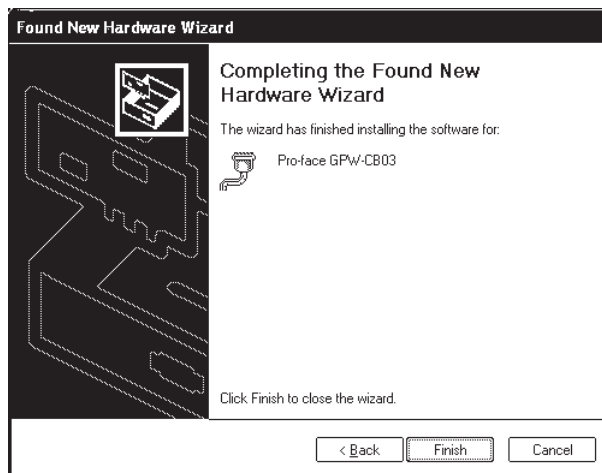 Found New Hardware Wizard
Completing the Found New
Hardware Wizard
The wizard has finished installing the software for:
Pro-face GPW-CB03
Click Finish to close the wizard.
< Back
Finish
Cancel